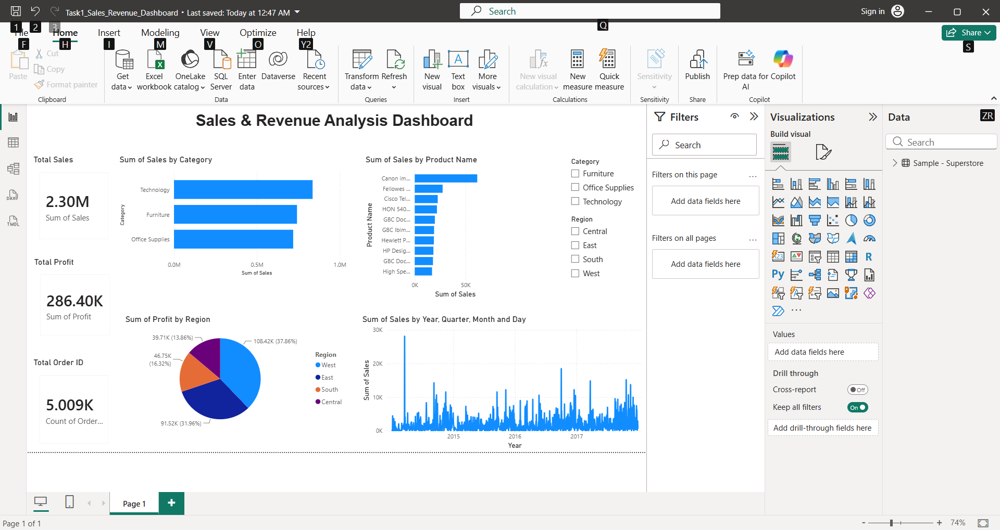 Task1_Sales_Revenue_Dashboard • Last saved: Today at 12:47 AM
Search
Sign in
1
2
3
Q
File
Home
Insert
Modeling
View
Optimize
Help
Share
F
H
I
M
V
O
Y2
S
Paste
Cut
Copy
Format painter
Clipboard
Get data
Excel workbook
OneLake catalog
SQL Server
Enter data
Dataverse
Recent sources
Data
Transform data
Refresh
Queries
New visual
Text box
More visuals
Insert
New visual calculation
New measure
Quick measure
Calculations
Sensitivity
Sensitivity
Publish
Share
Prep data for AI
Copilot
Copilot
DAX
TMDL
Sales & Revenue Analysis Dashboard
Total Sales
2.30M
Sum of Sales
Total Profit
286.40K
Sum of Profit
Total Order ID
5.009K
Count of Order...
Sum of Sales by Category
Category
Technology
Furniture
Office Supplies
0.0M
0.5M
1.0M
Sum of Sales
Sum of Sales by Product Name
Product Name
Canon im...
Fellowes ...
Cisco Tel...
HON 540...
GBC Doc...
GBC Ibim...
Hewlett P...
HP Desig...
GBC Doc...
High Spe...
0K
50K
Sum of Sales
Category
Furniture
Office Supplies
Technology
Region
Central
East
South
West
Sum of Profit by Region
39.71K (13.86%)
108.42K (37.86%)
46.75K
(16.32%)
91.52K (31.96%)
Region
West
East
South
Central
Sum of Sales by Year, Quarter, Month and Day
Sum of Sales
30K
20K
10K
0K
2015
2016
2017
Year
Filters
Search
Filters on this page
...
Add data fields here
Filters on all pages
...
Add data fields here
Visualizations
Build visual
123
R
Py
...
Values
Add data fields here
Drill through
Cross-report
Off
Keep all filters
On
Add drill-through fields here
Data
ZR
Search
Sample - Superstore
Page 1
Page 1 of 1
74%